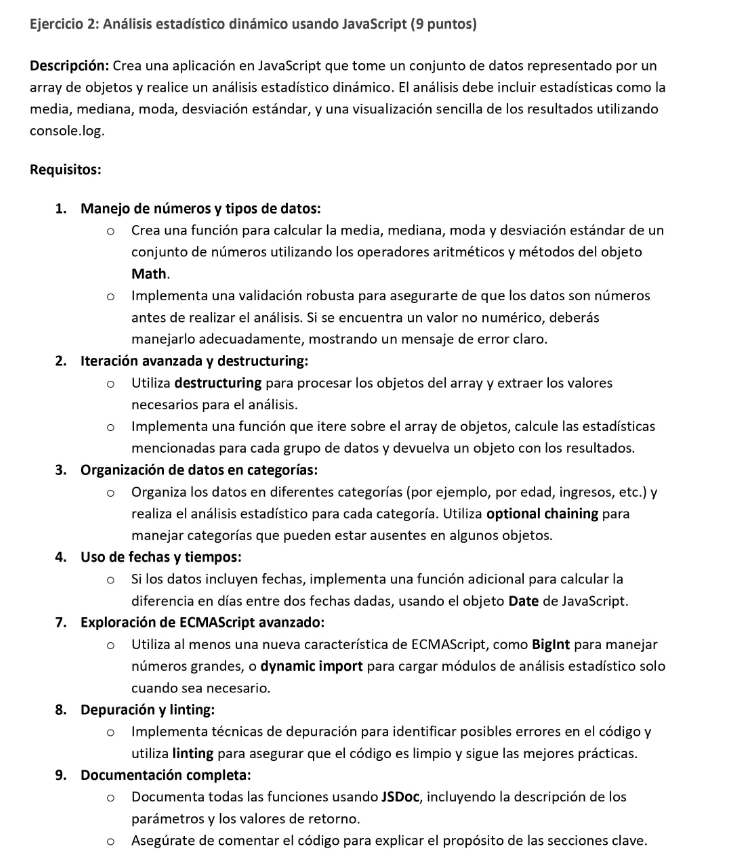 Ejercicio 2: Análisis estadístico dinámico usando JavaScript (9 puntos)
Descripción: Crea una aplicación en JavaScript que tome un conjunto de datos representado por un
array de objetos y realice un análisis estadístico dinámico. El análisis debe incluir estadísticas como la
media, mediana, moda, desviación estándar, y una visualización sencilla de los resultados utilizando
console.log.
Requisitos:
1. Manejo de números y tipos de datos:
o Crea una función para calcular la media, mediana, moda y desviación estándar de un
conjunto de números utilizando los operadores aritméticos y métodos del objeto
Math.
o Implementa una validación robusta para asegurarte de que los datos son números
antes de realizar el análisis. Si se encuentra un valor no numérico, deberás
manejarlo adecuadamente, mostrando un mensaje de error claro.
2. Iteración avanzada y destructuring:
o Utiliza destructuring para procesar los objetos del array y extraer los valores
necesarios para el análisis.
o Implementa una función que itere sobre el array de objetos, calcule las estadísticas
mencionadas para cada grupo de datos y devuelva un objeto con los resultados.
3. Organización de datos en categorías:
o Organiza los datos en diferentes categorías (por ejemplo, por edad, ingresos, etc.) y
realiza el análisis estadístico para cada categoría. Utiliza optional chaining para
manejar categorías que pueden estar ausentes en algunos objetos.
4. Uso de fechas y tiempos:
o Si los datos incluyen fechas, implementa una función adicional para calcular la
diferencia en días entre dos fechas dadas, usando el objeto Date de JavaScript.
7. Exploración de ECMAScript avanzado:
o Utiliza al menos una nueva característica de ECMAScript, como BigInt para manejar
números grandes, o dynamic import para cargar módulos de análisis estadístico solo
cuando sea necesario.
8. Depuración y linting:
o Implementa técnicas de depuración para identificar posibles errores en el código y
utiliza linting para asegurar que el código es limpio y sigue las mejores prácticas.
9. Documentación completa:
o Documenta todas las funciones usando JSDoc, incluyendo la descripción de los
parámetros y los valores de retorno.
o Asegúrate de comentar el código para explicar el propósito de las secciones clave.